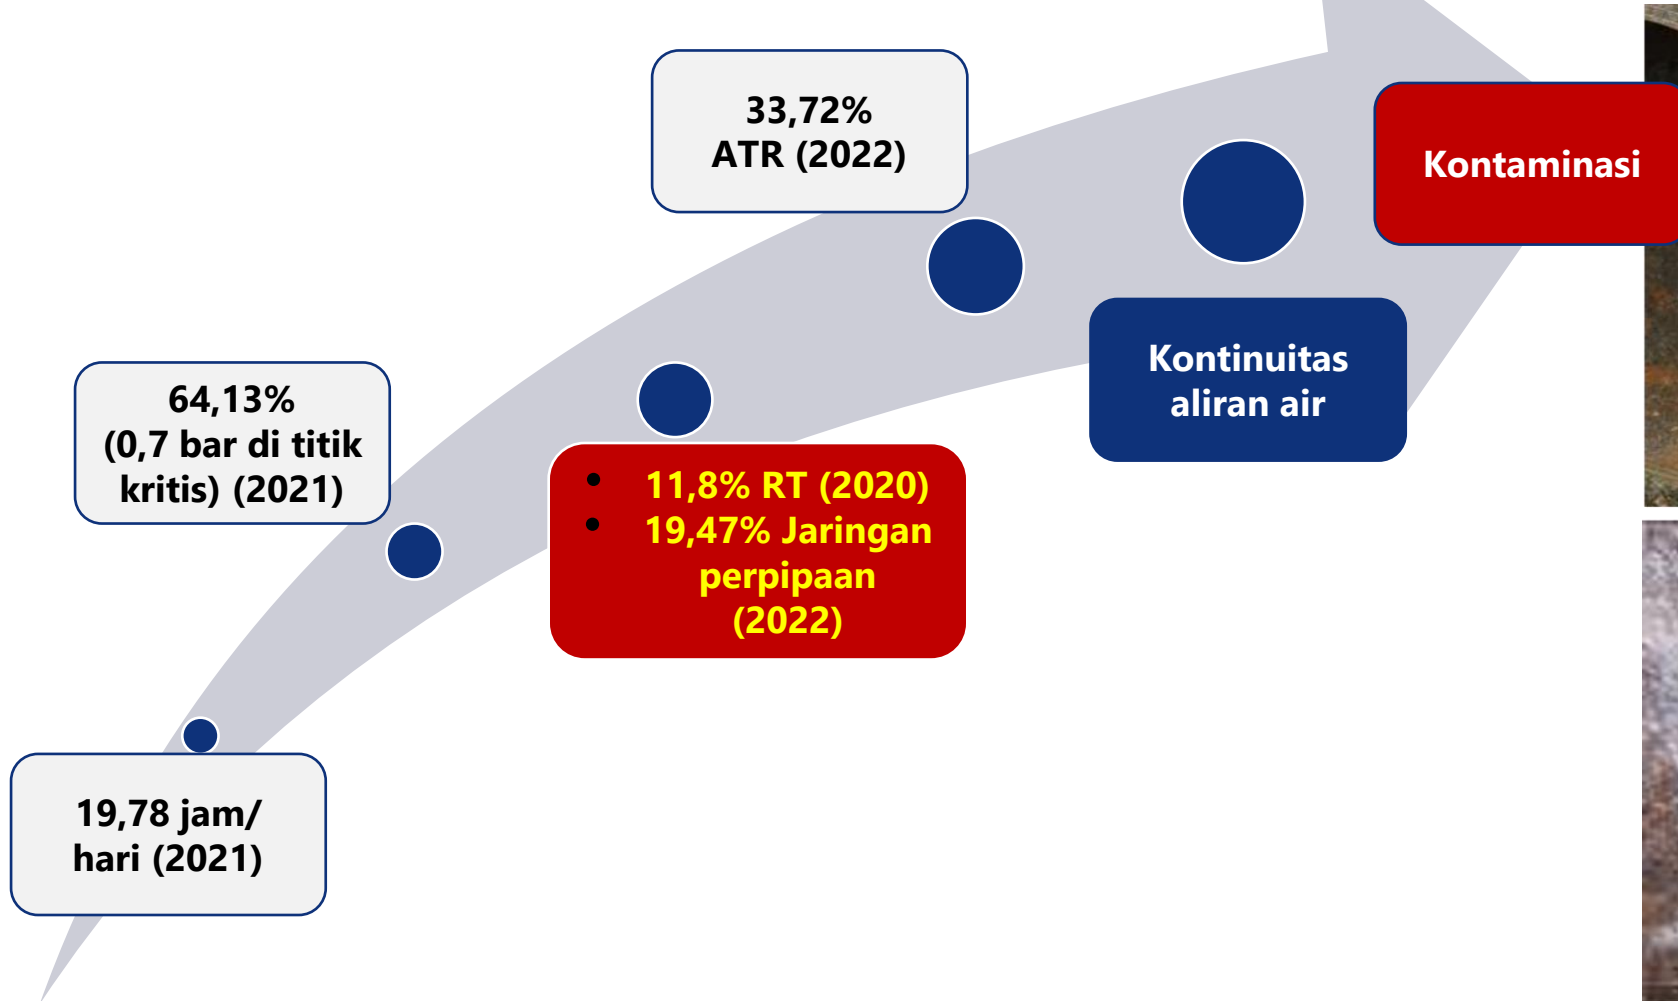 33,72%
ATR (2022)
Kontaminasi
Kontinuitas
aliran air
64,13%
(0,7 bar di titik
kritis) (2021)
• 11,8% RT (2020)
• 19,47% Jaringan
perpipaan
(2022)
19,78 jam/
hari (2021)